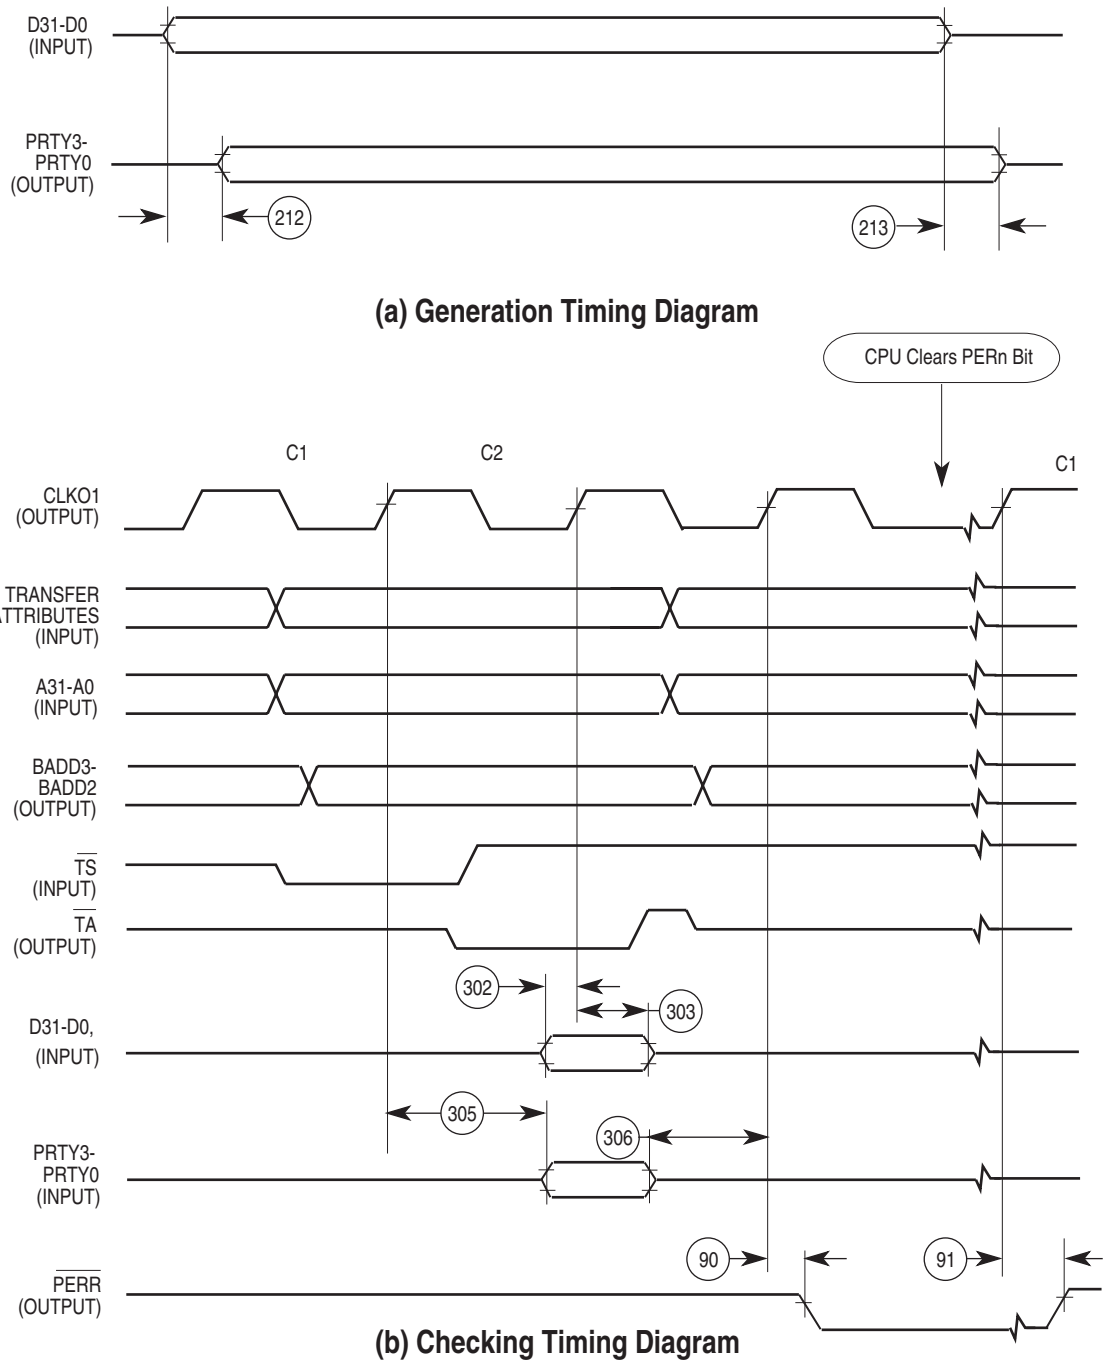 D31-D0
(INPUT)
PRTY3-
PRTY0
(OUTPUT)
212
213
(a) Generation Timing Diagram
CPU Clears PERn Bit
C1
C2
C1
CLKO1
(OUTPUT)
TRANSFER
ATTRIBUTES
(INPUT)
A31-A0
(INPUT)
BADD3-
BADD2
(OUTPUT)
TS
(INPUT)
TA
(OUTPUT)
302
303
D31-D0,
(INPUT)
305
306
PRTY3-
PRTY0
(INPUT)
90
91
PERR
(OUTPUT)
(b) Checking Timing Diagram